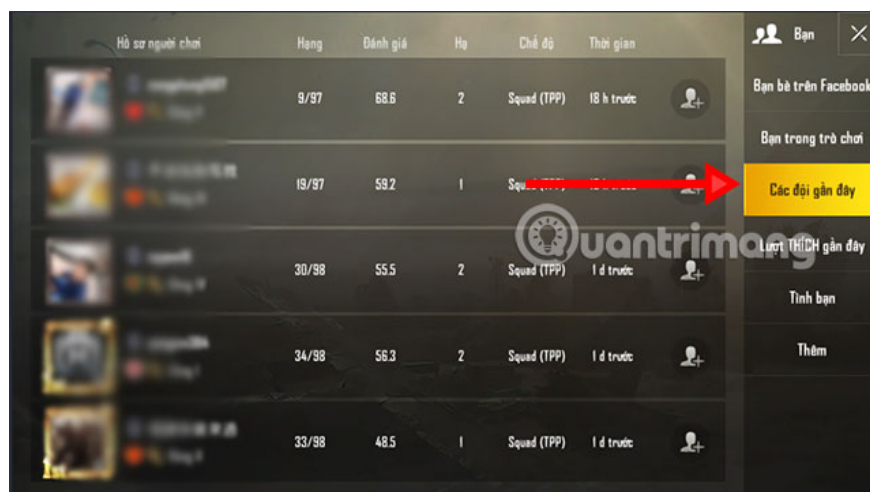 Hồ sơ người chơi Hạng Đánh giá Hạ Chế độ Thời gian
9/97 68.6 2 Squad (TPP) 18 h trước
19/97 59.2 1
30/98 55.5 2 Squad (TPP) 1 d trước
34/98 56.3 2 Squad (TPP) 1 d trước
33/98 48.5 1 Squad (TPP) 1 d trước
Bạn
Bạn bè trên Facebook
Bạn trong trò chơi
Các đội gần đây
Lượt THÍCH gần đây
Tình bạn
Thêm
Quantrimang